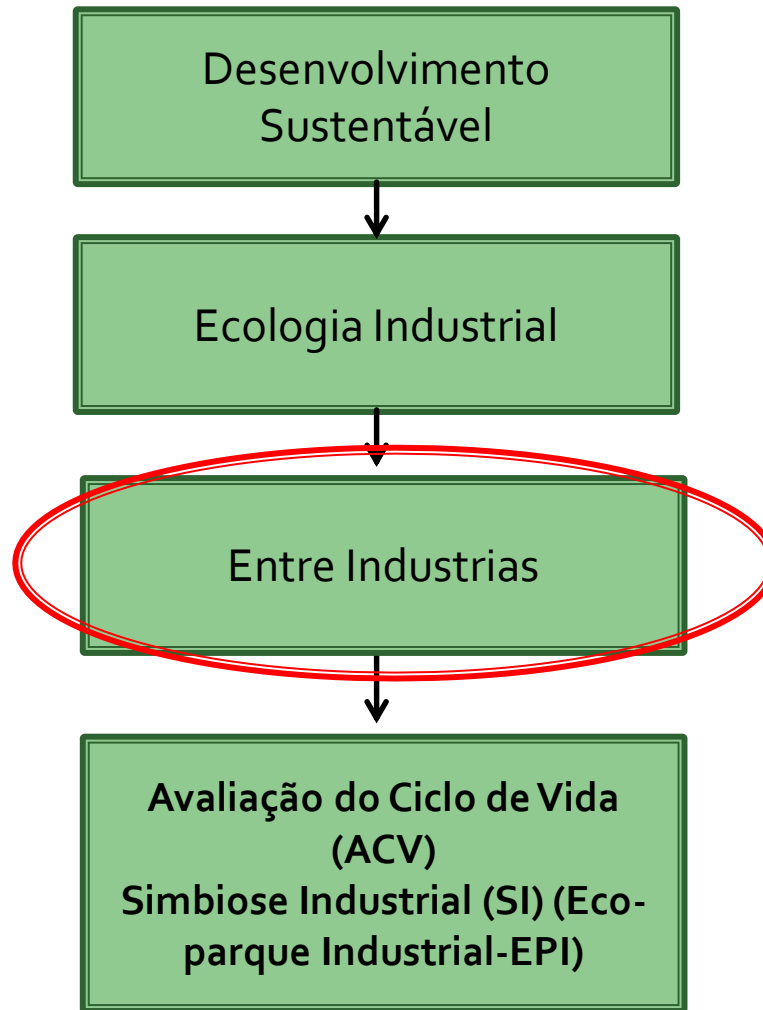 Desenvolvimento
Sustentável
Ecologia Industrial
Entre Industrias
Avaliação do Ciclo de Vida
(ACV)
Simbiose Industrial (SI) (Eco-
parque Industrial-EPI)